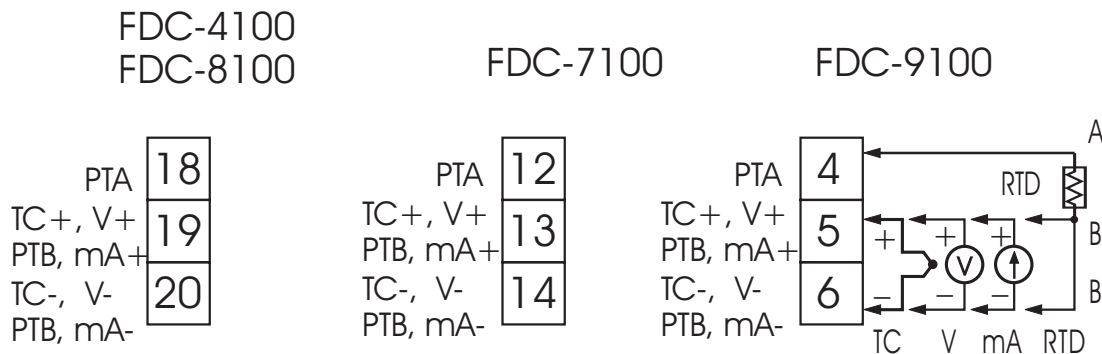 FDC-4100
FDC-8100
FDC-7100
FDC-9100
PTA 18
TC+, V+
PTB, mA+
19
TC-, V-
PTB, mA-
20
PTA 12
TC+, V+
PTB, mA+
13
TC-, V-
PTB, mA-
14
PTA 4
TC+, V+
PTB, mA+
5
TC-, V-
PTB, mA-
6
A
RTD
B
B
+ + +
V
− − −
TC V mA RTD